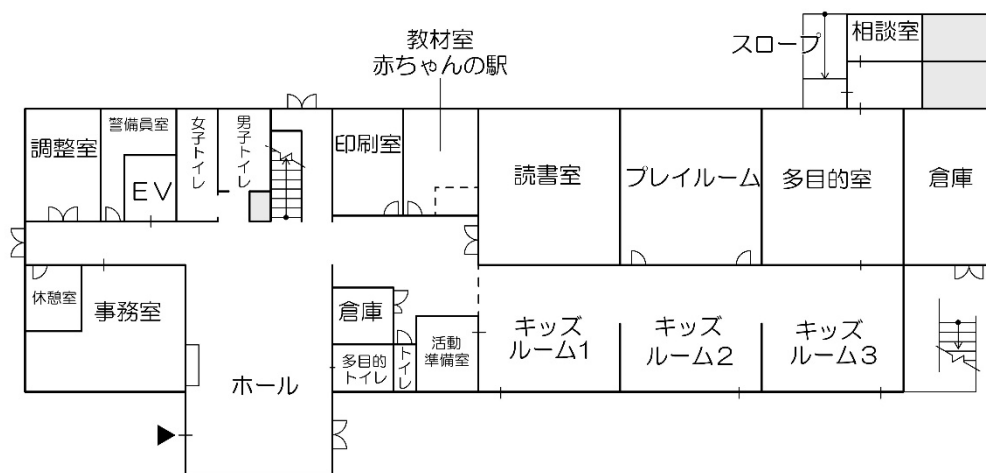 スロープ
相談室
教材室
赤ちゃんの駅
調整室
警備員室
EV
女子トイレ
男子トイレ
印刷室
読書室
プレイルーム
多目的室
倉庫
休憩室
事務室
ホール
倉庫
多目的
トイレ
トイレ
活動
準備室
キッズ
ルーム1
キッズ
ルーム2
キッズ
ルーム3